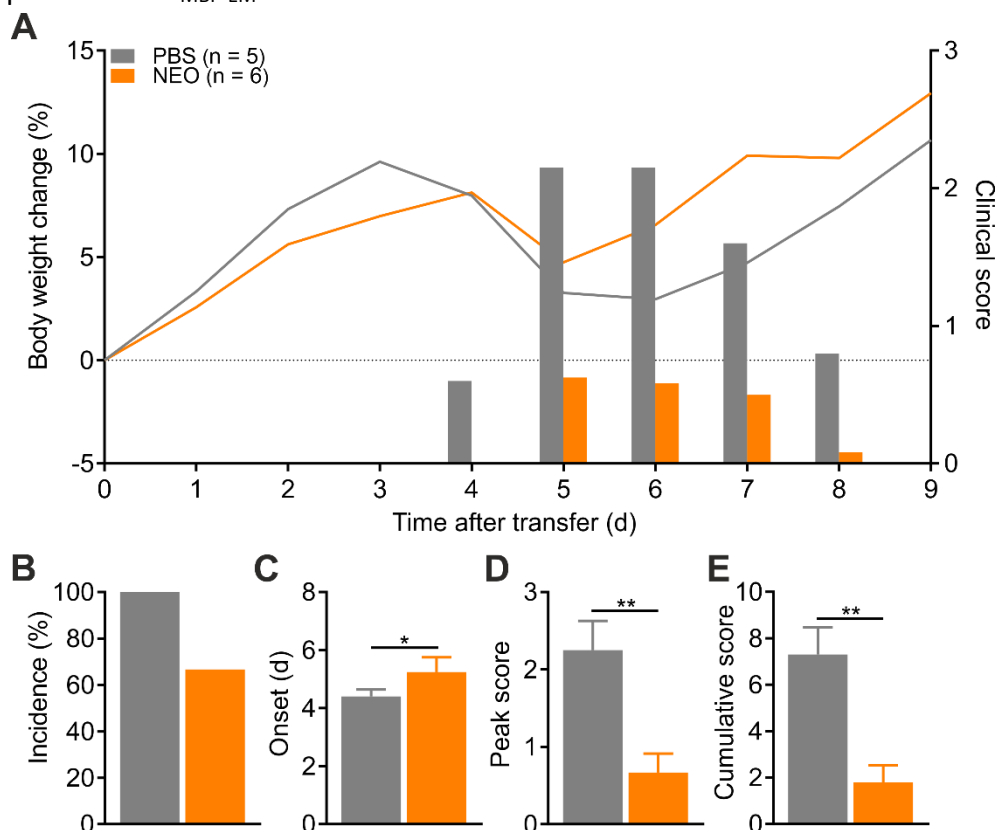 MBP-LM
A
PBS (n = 5)
NEO (n = 6)
Body weight change (%)
15
10
5
0
-5
Clinical score
3
2
1
0
0 1 2 3 4 5 6 7 8 9
Time after transfer (d)
B
Incidence (%)
100
80
60
40
20
0
C
Onset (d)
8
6
4
2
0
*
D
Peak score
3
2
1
0
**
E
Cumulative score
10
8
6
4
2
0
**